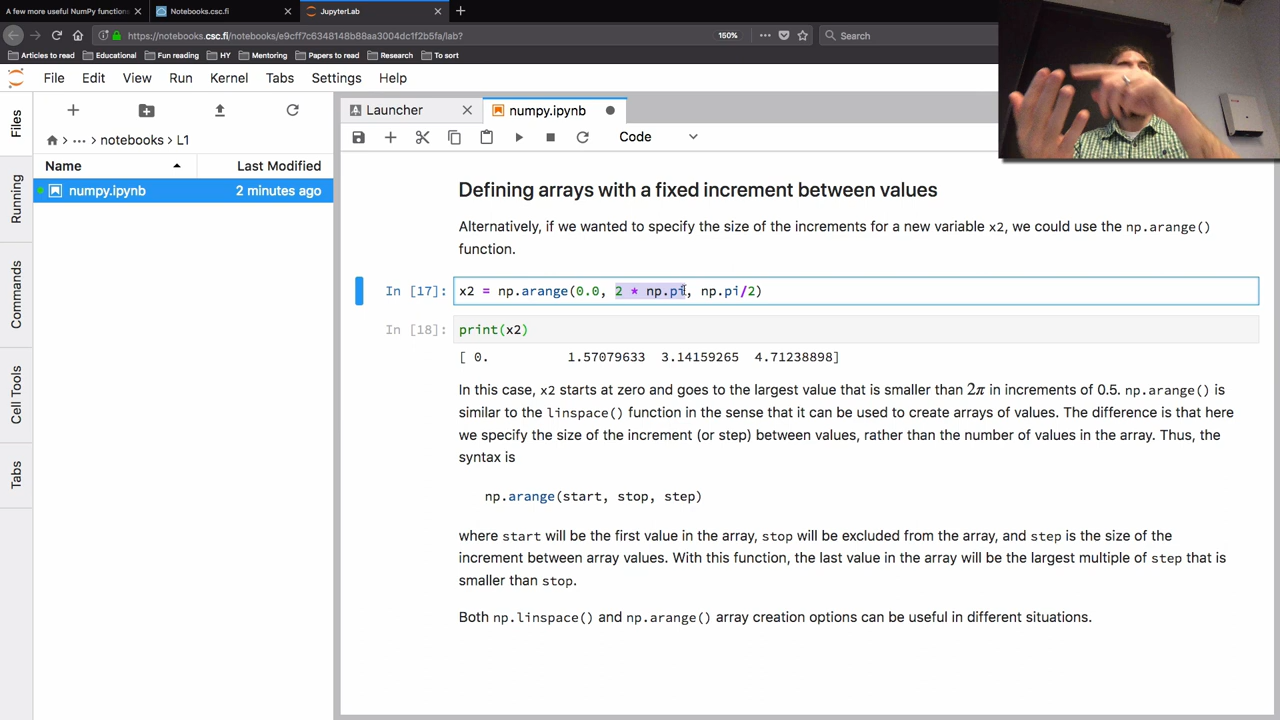 A few more useful NumPy function:
Notebooks.csc.fi
JupyterLab
https://notebooks.csc.fi/notebooks/e9cff7c6348148b88aa3004dc1f2b5fa/lab?
150%
Search
Articles to read
Educational
Fun reading
HY
Mentoring
Papers to read
Research
To sort
File Edit View Run Kernel Tabs Settings Help
Files
Running
Commands
Cell Tools
Tabs
… > notebooks > L1
Name Last Modified
numpy.ipynb 2 minutes ago
Launcher
numpy.ipynb
Code
Defining arrays with a fixed increment between values
Alternatively, if we wanted to specify the size of the increments for a new variable x2, we could use the np.arange()
function.
In [17]: x2 = np.arange(0.0, 2 * np.pi, np.pi/2)
In [18]: print(x2)
[ 0. 1.57079633 3.14159265 4.71238898]
In this case, x2 starts at zero and goes to the largest value that is smaller than 2π in increments of 0.5. np.arange() is
similar to the linspace() function in the sense that it can be used to create arrays of values. The difference is that here
we specify the size of the increment (or step) between values, rather than the number of values in the array. Thus, the
syntax is
np.arange(start, stop, step)
where start will be the first value in the array, stop will be excluded from the array, and step is the size of the
increment between array values. With this function, the last value in the array will be the largest multiple of step that is
smaller than stop.
Both np.linspace() and np.arange() array creation options can be useful in different situations.